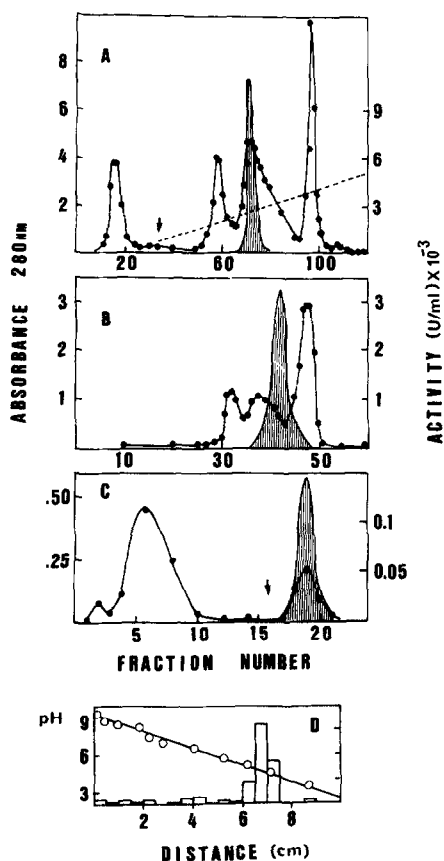 A
8
6
4
2
9
6
3
20 60 100
B
3
2
1
3
2
1
10 30 50
C
.50
.25
0.1
0.05
5 10 15 20
ABSORBANCE 280NM
ACTIVITY (U/ml)×10⁻³
FRACTION NUMBER
D
pH
9
6
3
2 4 6 8
DISTANCE (cm)